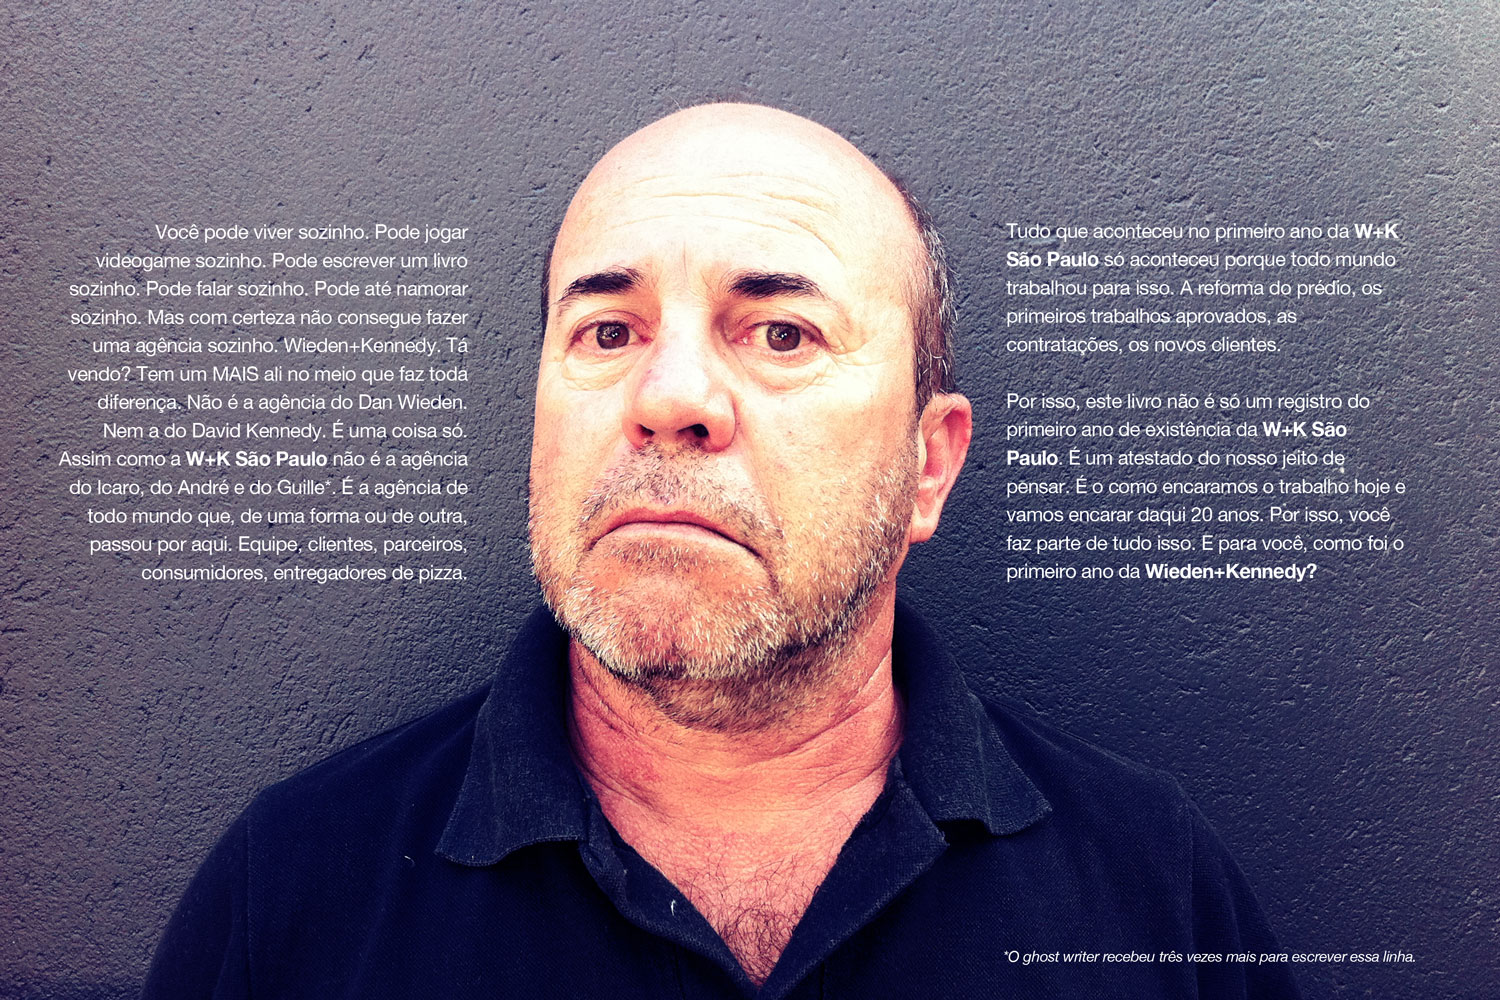 Você pode viver sozinho. Pode jogar
videogame sozinho. Pode escrever um livro
sozinho. Pode falar sozinho. Pode até namorar
sozinho. Mas com certeza não consegue fazer
uma agência sozinho. Wieden+Kennedy. Tá
vendo? Tem um MAIS ali no meio que faz toda
diferença. Não é a agência do Dan Wieden.
Nem a do David Kennedy. É uma coisa só.
Assim como a W+K São Paulo não é a agência
do Icaro, do André e do Guille*. É a agência de
todo mundo que, de uma forma ou de outra,
passou por aqui. Equipe, clientes, parceiros,
consumidores, entregadores de pizza.
Tudo que aconteceu no primeiro ano da W+K
São Paulo só aconteceu porque todo mundo
trabalhou para isso. A reforma do prédio, os
primeiros trabalhos aprovados, as
contratações, os novos clientes.
Por isso, este livro não é só um registro do
primeiro ano de existência da W+K São
Paulo. É um atestado do nosso jeito de
pensar. É o como encaramos o trabalho hoje e
vamos encarar daqui 20 anos. Por isso, você
faz parte de tudo isso. E para você, como foi o
primeiro ano da Wieden+Kennedy?
*O ghost writer recebeu três vezes mais para escrever essa linha.